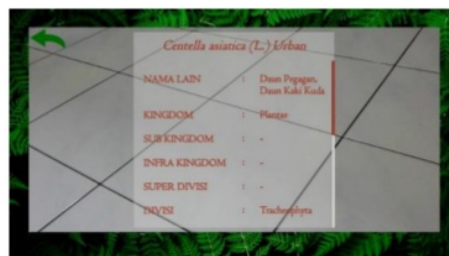 Centella asiatica (L.) Urban
NAMA LAIN : Daun Pegagan,
Daun Kaki Kuda
KINGDOM : Plantae
SUB KINGDOM : -
INFRA KINGDOM : -
SUPER DIVISI : -
DIVISI : Tracheophyta